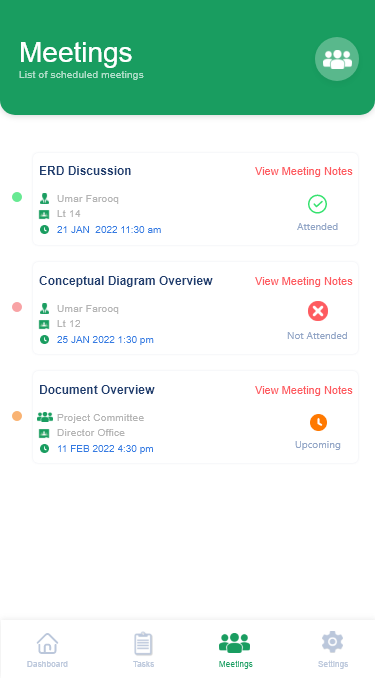 Meetings
List of scheduled meetings
ERD Discussion View Meeting Notes
Umar Farooq
Lt 14
21 JAN 2022 11:30 am
Attended
Conceptual Diagram Overview View Meeting Notes
Umar Farooq
Lt 12
25 JAN 2022 1:30 pm
Not Attended
Document Overview View Meeting Notes
Project Committee
Director Office
11 FEB 2022 4:30 pm
Upcoming
Dashboard Tasks Meetings Settings